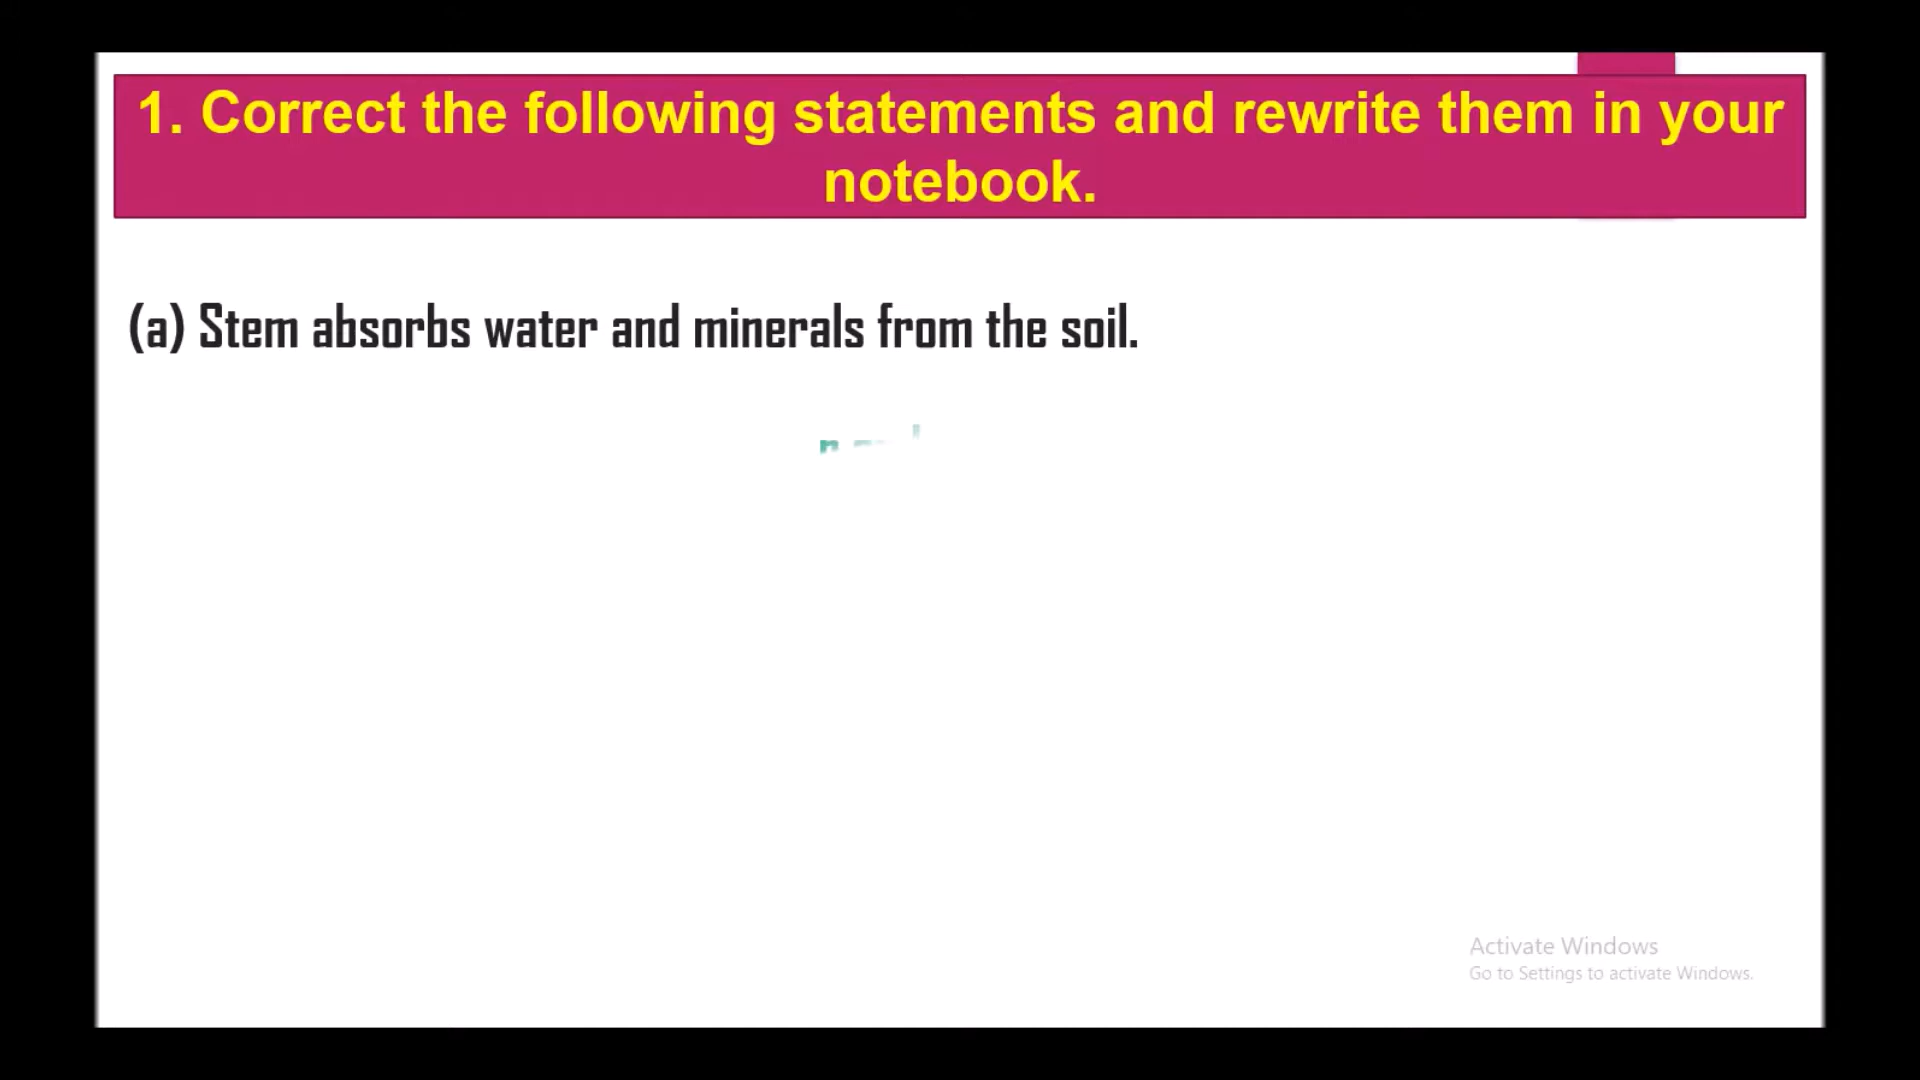 1. Correct the following statements and rewrite them in your
notebook.
(a) Stem absorbs water and minerals from the soil.
Activate Windows
Go to Settings to activate Windows.